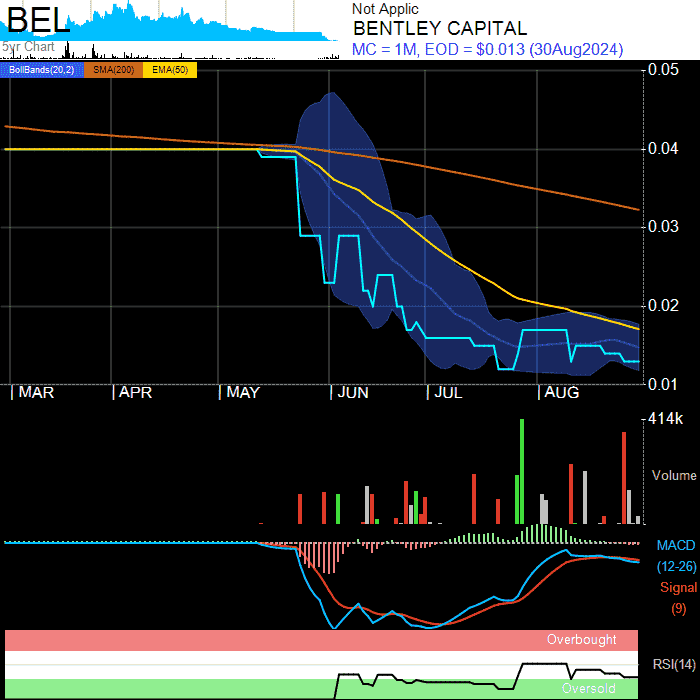 BEL
5yr Chart
Not Applic
BENTLEY CAPITAL
MC = 1M, EOD = $0.013 (30Aug2024)
BollBands(20,2) SMA(200) EMA(50)
0.05
0.04
0.03
0.02
0.01
MAR APR MAY JUN JUL AUG
414k
Volume
MACD
(12-26)
Signal
(9)
Overbought
RSI(14)
Oversold